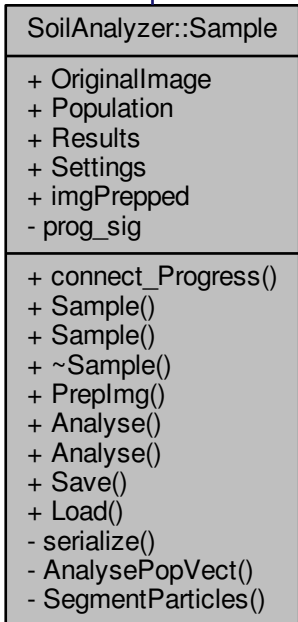 SoilAnalyzer::Sample
+ OriginalImage
+ Population
+ Results
+ Settings
+ imgPrepped
- prog_sig
+ connect_Progress()
+ Sample()
+ Sample()
+ ~Sample()
+ PrepImg()
+ Analyse()
+ Analyse()
+ Save()
+ Load()
- serialize()
- AnalysePopVect()
- SegmentParticles()